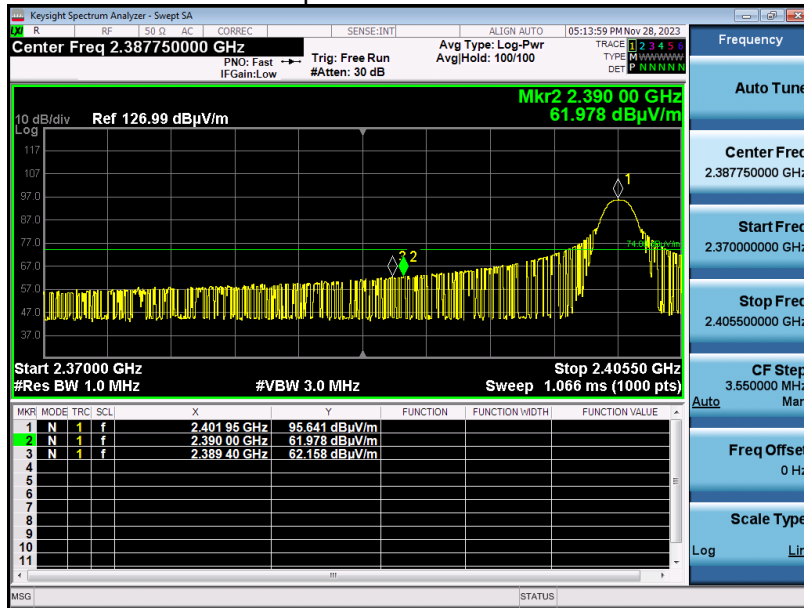 Keysight Spectrum Analyzer - Swept SA
LXI R RF 50 Ω AC CORREC SENSE:INT ALIGN AUTO 05:13:59 PM Nov 28, 2023
Center Freq 2.387750000 GHz
PNO: Fast
IFGain:Low
Trig: Free Run
#Atten: 30 dB
Avg Type: Log-Pwr
Avg|Hold: 100/100
TRACE 1 2 3 4 5 6
TYPE M WWWWW
DET P N N N N N
Mkr2 2.390 00 GHz
61.978 dBµV/m
10 dB/div Ref 126.99 dBµV/m
Log
117
107
97.0
87.0
77.0
67.0
57.0
47.0
37.0
1
3 2
Start 2.37000 GHz Stop 2.40550 GHz
#Res BW 1.0 MHz #VBW 3.0 MHz Sweep 1.066 ms (1000 pts)
MKR MODE TRC SCL X Y FUNCTION FUNCTION WIDTH FUNCTION VALUE
1 N 1 f 2.401 95 GHz 95.641 dBµV/m
2 N 1 f 2.390 00 GHz 61.978 dBµV/m
3 N 1 f 2.389 40 GHz 62.158 dBµV/m
4
5
6
7
8
9
10
11
MSG STATUS
Frequency
Auto Tune
Center Freq
2.387750000 GHz
Start Freq
2.370000000 GHz
Stop Freq
2.405500000 GHz
CF Step
3.550000 MHz
Auto Man
Freq Offset
0 Hz
Scale Type
Log Lin